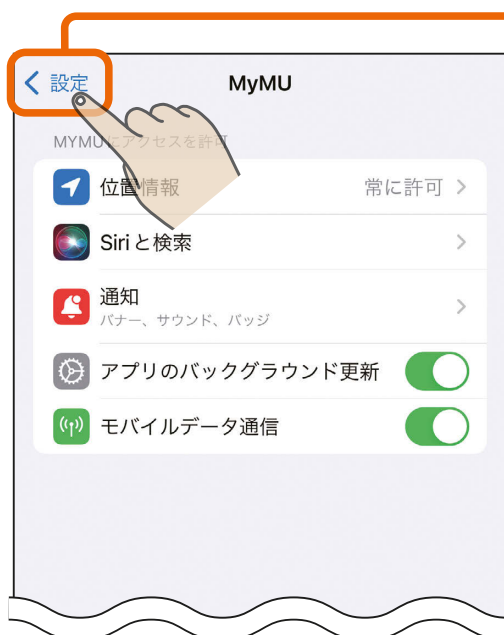 設定
MyMU
MYMUにアクセスを許可
位置情報 常に許可
Siriと検索
通知
バナー、サウンド、バッジ
アプリのバックグラウンド更新
モバイルデータ通信